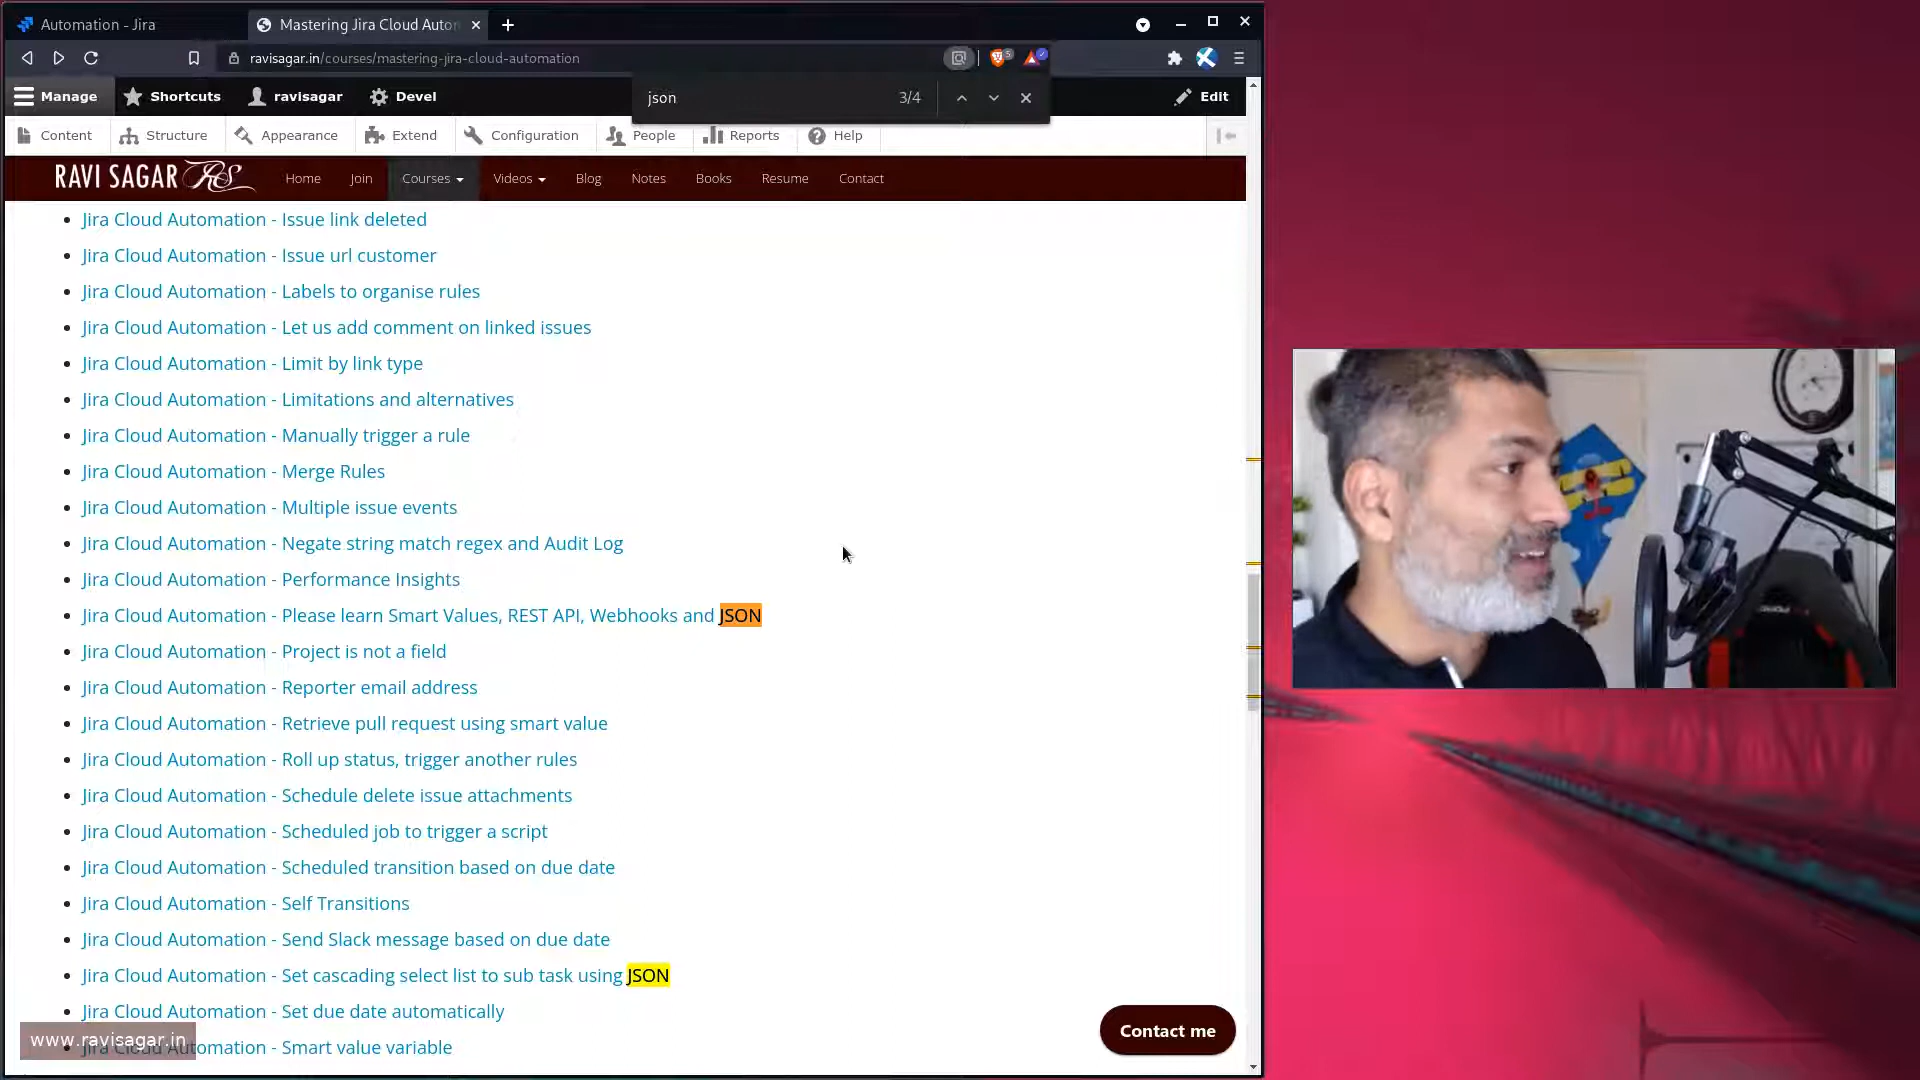 Automation - Jira
Mastering Jira Cloud Auto
ravisagar.in/courses/mastering-jira-cloud-automation
5
Manage
Shortcuts
ravisagar
Devel
json
3/4
Edit
Content
Structure
Appearance
Extend
Configuration
People
Reports
Help
RAVI SAGAR RS
Home
Join
Courses
Videos
Blog
Notes
Books
Resume
Contact
Jira Cloud Automation - Issue link deleted
Jira Cloud Automation - Issue url customer
Jira Cloud Automation - Labels to organise rules
Jira Cloud Automation - Let us add comment on linked issues
Jira Cloud Automation - Limit by link type
Jira Cloud Automation - Limitations and alternatives
Jira Cloud Automation - Manually trigger a rule
Jira Cloud Automation - Merge Rules
Jira Cloud Automation - Multiple issue events
Jira Cloud Automation - Negate string match regex and Audit Log
Jira Cloud Automation - Performance Insights
Jira Cloud Automation - Please learn Smart Values, REST API, Webhooks and JSON
Jira Cloud Automation - Project is not a field
Jira Cloud Automation - Reporter email address
Jira Cloud Automation - Retrieve pull request using smart value
Jira Cloud Automation - Roll up status, trigger another rules
Jira Cloud Automation - Schedule delete issue attachments
Jira Cloud Automation - Scheduled job to trigger a script
Jira Cloud Automation - Scheduled transition based on due date
Jira Cloud Automation - Self Transitions
Jira Cloud Automation - Send Slack message based on due date
Jira Cloud Automation - Set cascading select list to sub task using JSON
Jira Cloud Automation - Set due date automatically
Jira Cloud Automation - Smart value variable
www.ravisagar.in
Contact me